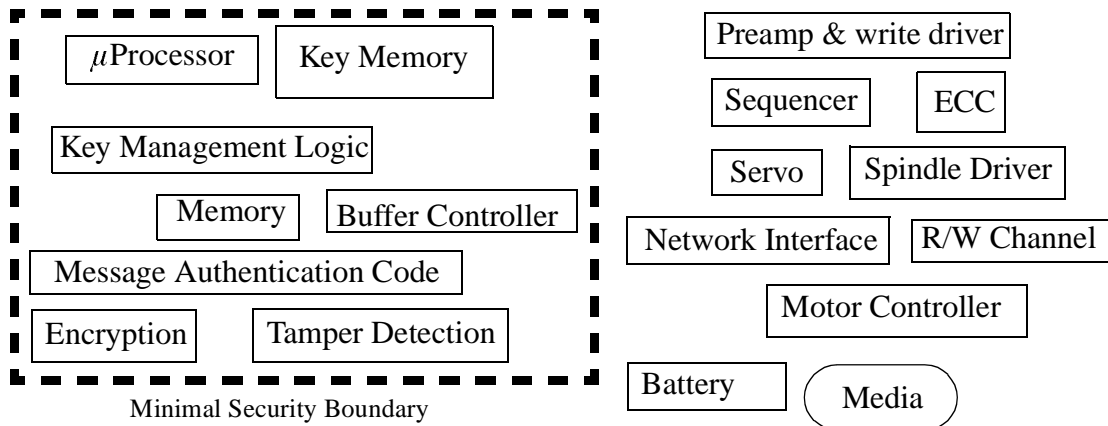 μProcessor
Key Memory
Key Management Logic
Memory
Buffer Controller
Message Authentication Code
Encryption
Tamper Detection
Minimal Security Boundary
Preamp & write driver
Sequencer
ECC
Servo
Spindle Driver
Network Interface
R/W Channel
Motor Controller
Battery
Media